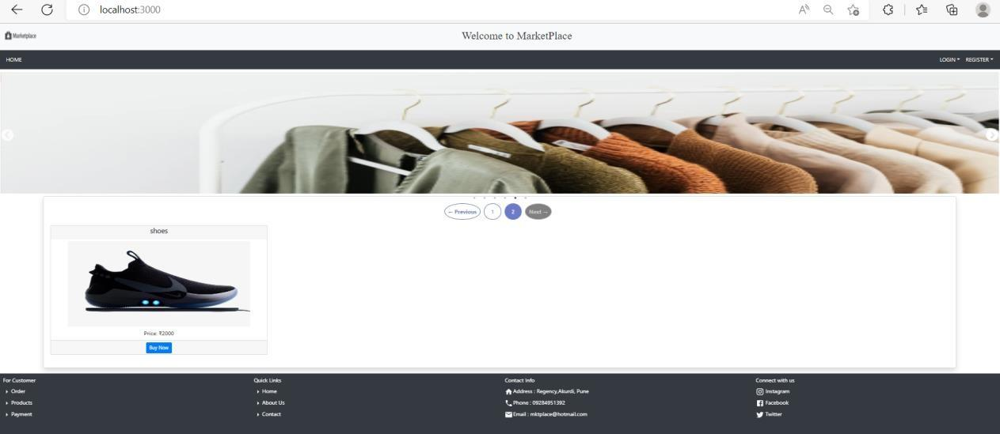 localhost:3000
Marketplace
Welcome to MarketPlace
HOME
LOGIN
REGISTER
← Previous
1
2
Next →
shoes
Price: ₹2000
Buy Now
For Customer
Order
Products
Payment
Quick Links
Home
About Us
Contact
Contact Info
Address : Regency,Akurdi, Pune
Phone : 09284951392
Email : mktplace@hotmail.com
Connect with us
Instagram
Facebook
Twitter